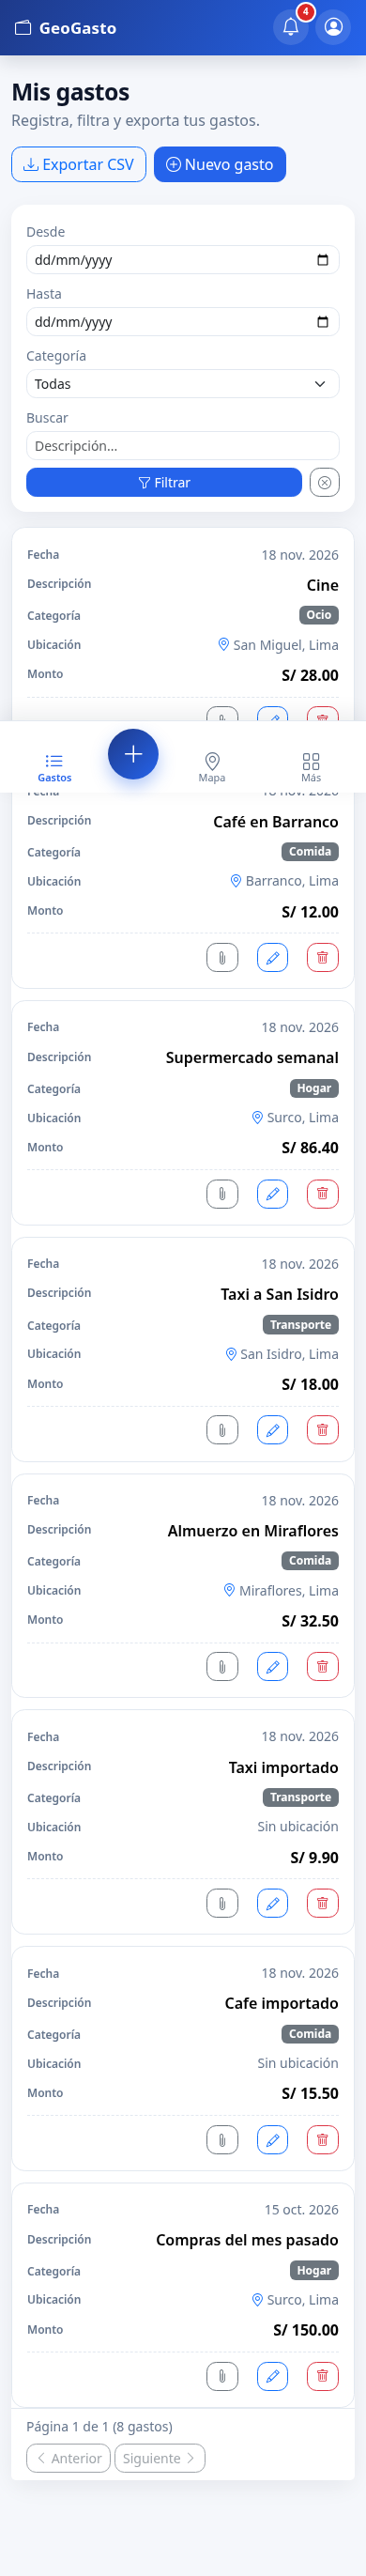 GeoGasto
4
Mis gastos
Registra, filtra y exporta tus gastos.
Exportar CSV
Nuevo gasto
Desde
dd/mm/yyyy
Hasta
dd/mm/yyyy
Categoría
Todas
Buscar
Descripción...
Filtrar
Fecha 18 nov. 2026
Descripción Cine
Categoría Ocio
Ubicación San Miguel, Lima
Monto S/ 28.00
Gastos
Mapa
Más
Descripción Café en Barranco
Categoría Comida
Ubicación Barranco, Lima
Monto S/ 12.00
Fecha 18 nov. 2026
Descripción Supermercado semanal
Categoría Hogar
Ubicación Surco, Lima
Monto S/ 86.40
Fecha 18 nov. 2026
Descripción Taxi a San Isidro
Categoría Transporte
Ubicación San Isidro, Lima
Monto S/ 18.00
Fecha 18 nov. 2026
Descripción Almuerzo en Miraflores
Categoría Comida
Ubicación Miraflores, Lima
Monto S/ 32.50
Fecha 18 nov. 2026
Descripción Taxi importado
Categoría Transporte
Ubicación Sin ubicación
Monto S/ 9.90
Fecha 18 nov. 2026
Descripción Cafe importado
Categoría Comida
Ubicación Sin ubicación
Monto S/ 15.50
Fecha 15 oct. 2026
Descripción Compras del mes pasado
Categoría Hogar
Ubicación Surco, Lima
Monto S/ 150.00
Página 1 de 1 (8 gastos)
Anterior
Siguiente